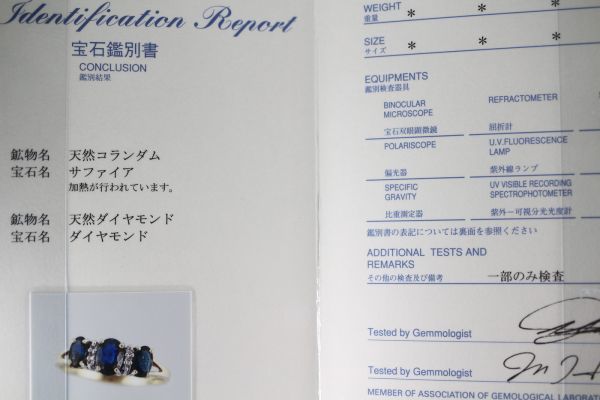 Identification Report
宝石鑑別書
CONCLUSION
鑑別結果
鉱物名 天然コランダム
宝石名 サファイア
加熱が行われています。
鉱物名 天然ダイヤモンド
宝石名 ダイヤモンド
WEIGHT
重量 * * *
SIZE
サイズ * * *
EQUIPMENTS
鑑別検査器具
BINOCULAR MICROSCOPE
宝石双眼顕微鏡
REFRACTOMETER
屈折計
POLARISCOPE
偏光器
U.V.FLUORESCENCE LAMP
紫外線ランプ
SPECIFIC GRAVITY
比重測定器
UV VISIBLE RECORDING SPECTROPHOTOMETER
紫外-可視分光光度計
鑑別書の表記については裏面を参照ください
ADDITIONAL TESTS AND
REMARKS
その他の検査及び備考 一部のみ検査
Tested by Gemmologist
Tested by Gemmologist
MEMBER OF ASSOCIATION OF GEMOLOGICAL LABORATO